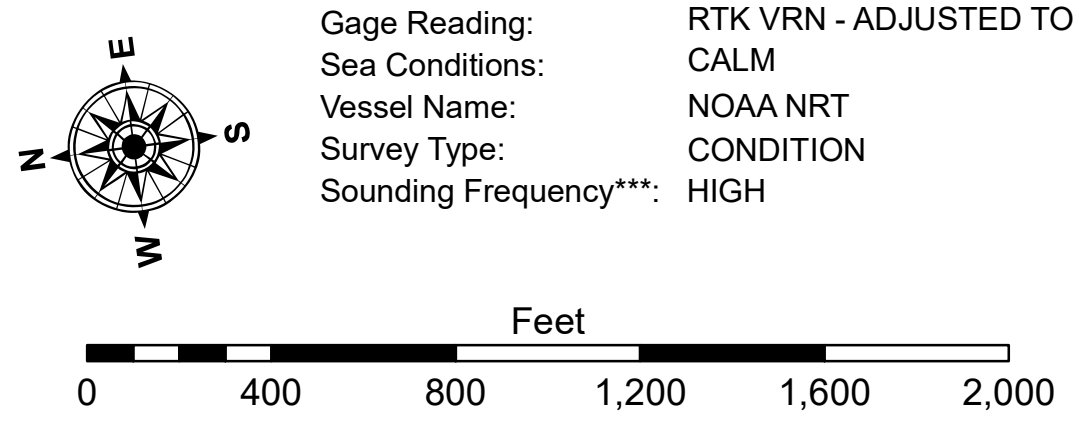 E
N
S
W
Gage Reading: RTK VRN - ADJUSTED TO
Sea Conditions: CALM
Vessel Name: NOAA NRT
Survey Type: CONDITION
Sounding Frequency***: HIGH
Feet
0 400 800 1,200 1,600 2,000